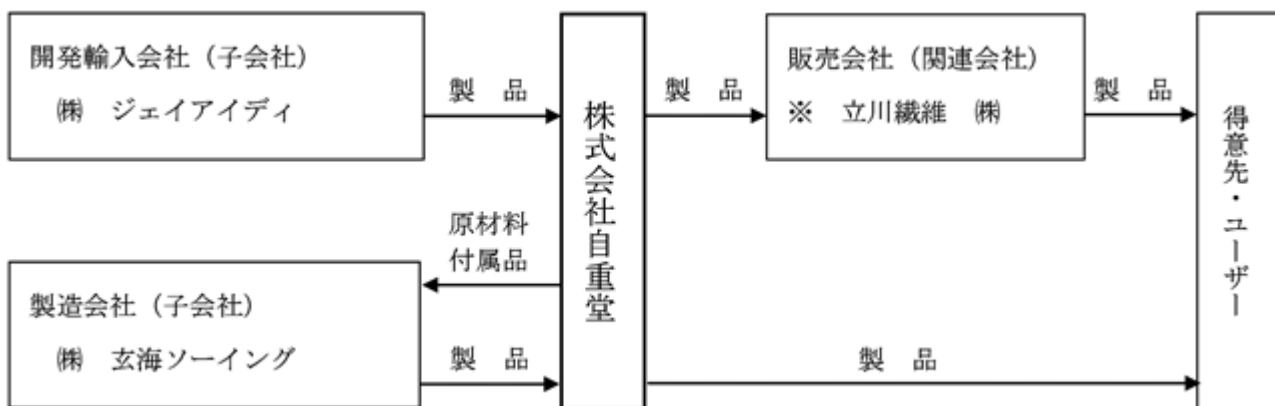 開発輸入会社（子会社）
㈱　ジェイアイディ
製　品
株式会社自重堂
製　品
販売会社（関連会社）
※　立川繊維　㈱
製　品
得意先・ユーザー
原材料
付属品
製造会社（子会社）
㈱　玄海ソーイング
製　品
製　品